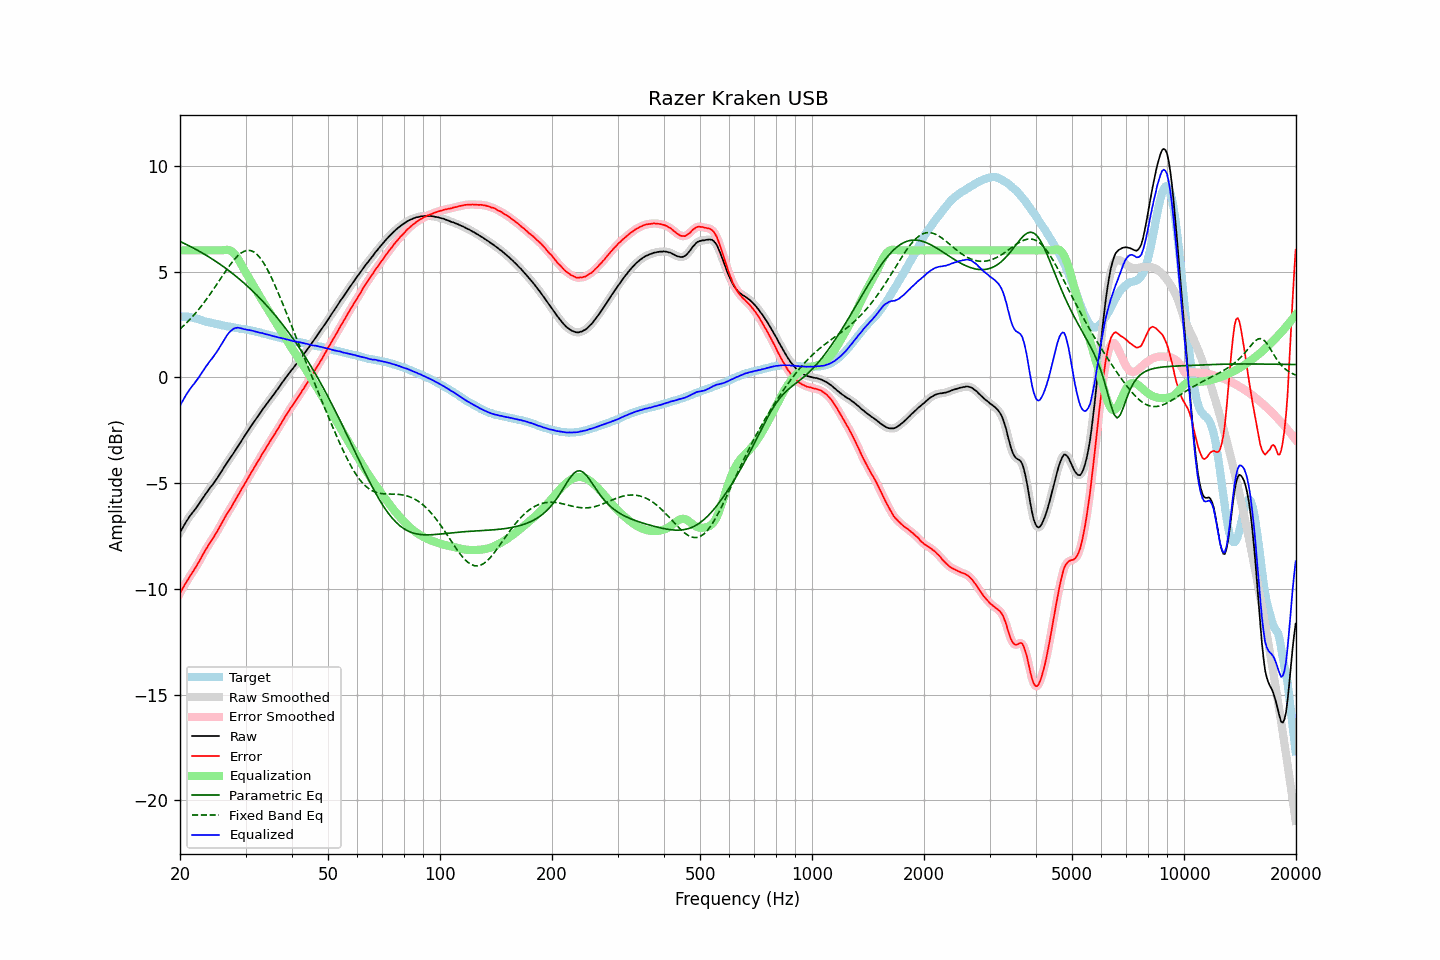 Razer Kraken USB
Amplitude (dBr)
10
5
0
−5
−10
−15
−20
Target
Raw Smoothed
Error Smoothed
Raw
Error
Equalization
Parametric Eq
Fixed Band Eq
Equalized
20 50 100 200 500 1000 2000 5000 10000 20000
Frequency (Hz)